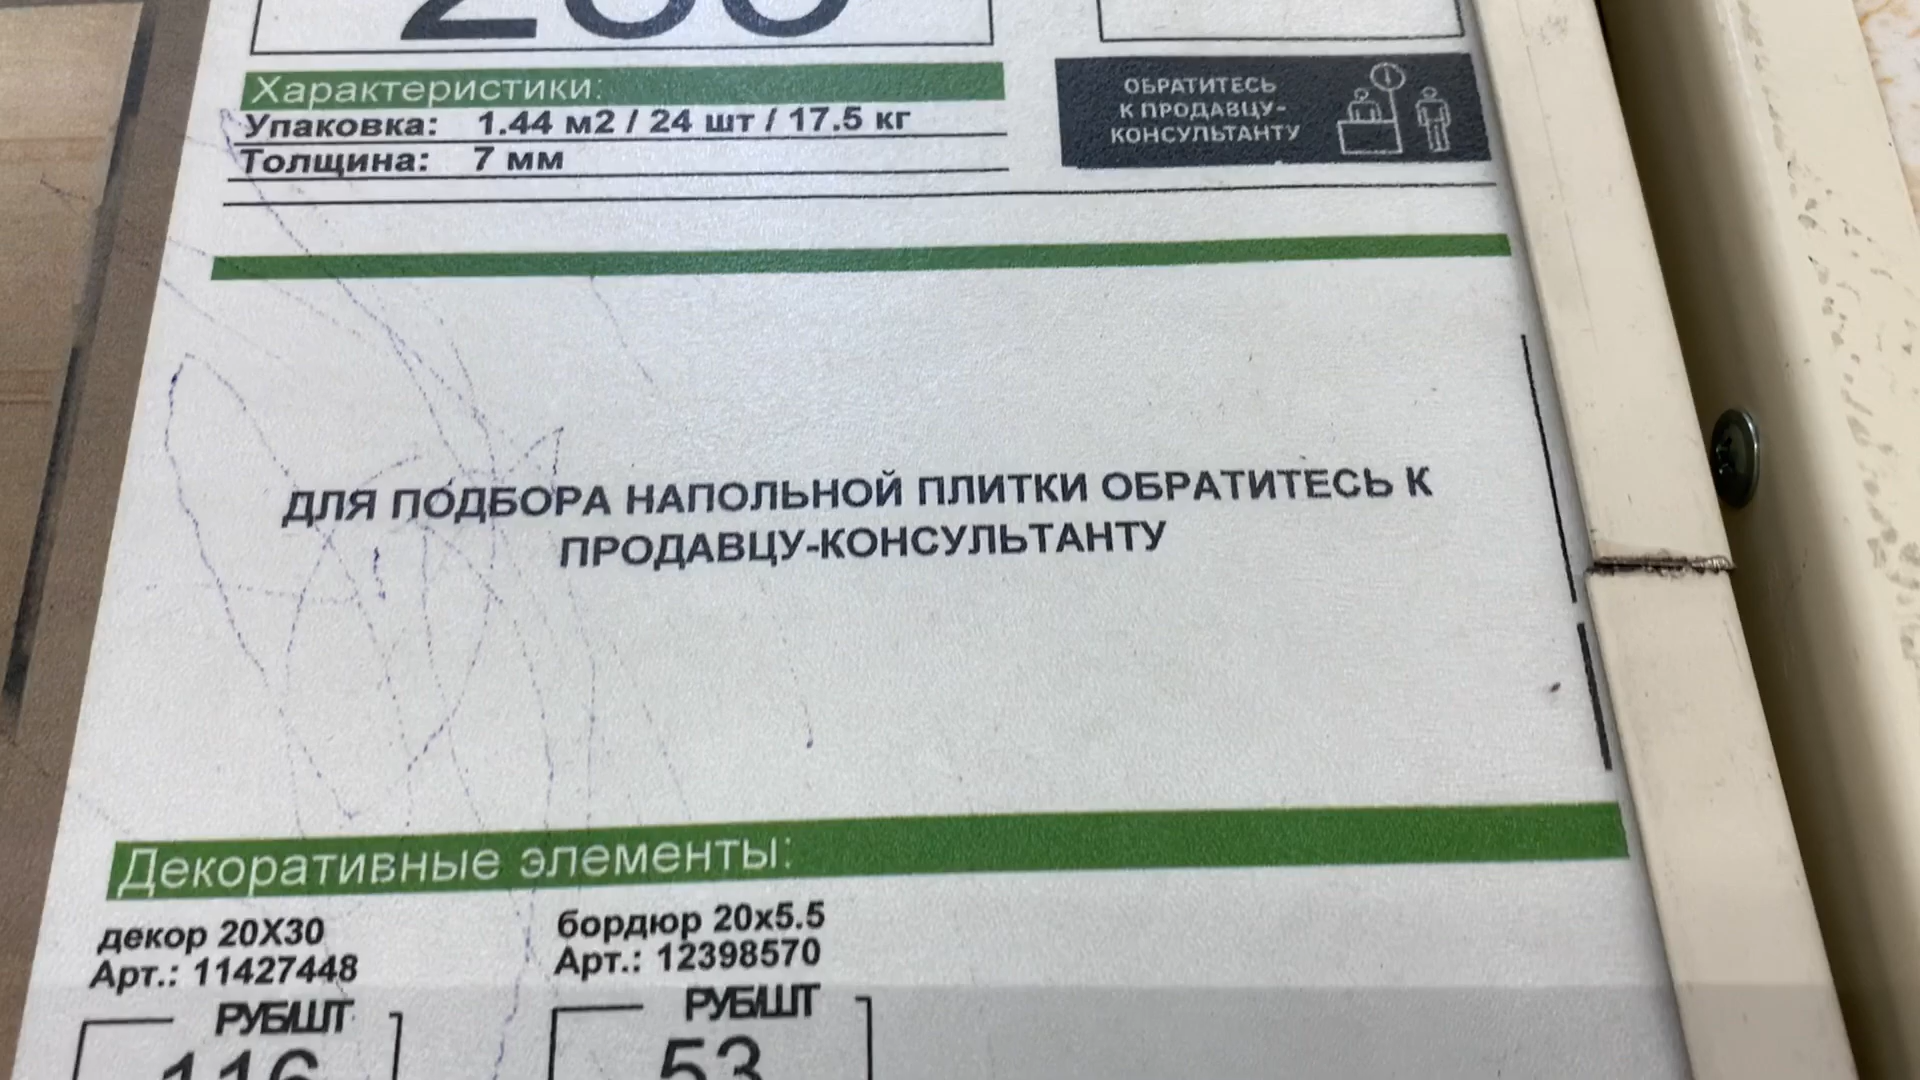 Характеристики:
Упаковка: 1.44 м2 / 24 шт / 17.5 кг
Толщина: 7 мм
ОБРАТИТЕСЬ
К ПРОДАВЦУ-
КОНСУЛЬТАНТУ
ДЛЯ ПОДБОРА НАПОЛЬНОЙ ПЛИТКИ ОБРАТИТЕСЬ К
ПРОДАВЦУ-КОНСУЛЬТАНТУ
Декоративные элементы:
декор 20X30
Арт.: 11427448
РУБ/ШТ
116
бордюр 20x5.5
Арт.: 12398570
РУБ/ШТ
53